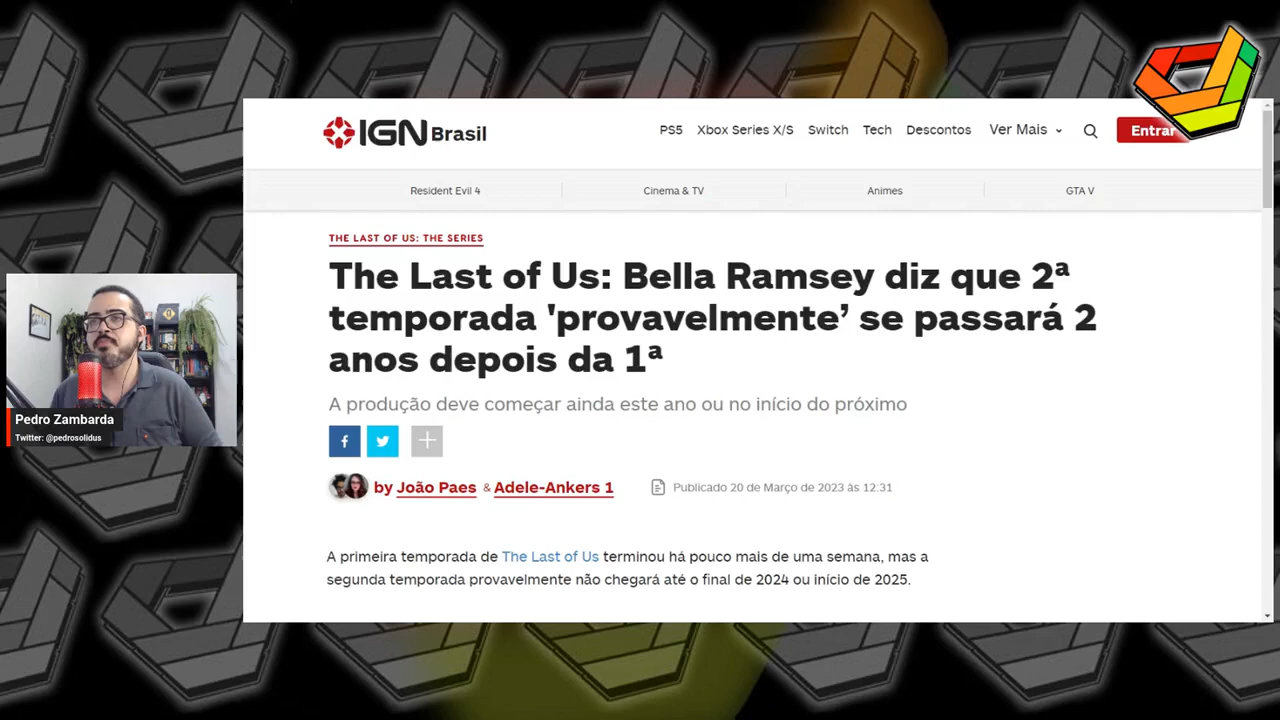 IGN Brasil
PS5 Xbox Series X/S Switch Tech Descontos Ver Mais Entrar
Resident Evil 4 Cinema & TV Animes GTA V
THE LAST OF US: THE SERIES
The Last of Us: Bella Ramsey diz que 2ª
temporada 'provavelmente’ se passará 2
anos depois da 1ª
A produção deve começar ainda este ano ou no início do próximo
by João Paes & Adele-Ankers 1 Publicado 20 de Março de 2023 às 12.31
A primeira temporada de The Last of Us terminou há pouco mais de uma semana, mas a
segunda temporada provavelmente não chegará até o final de 2024 ou início de 2025.
Pedro Zambarda
Twitter: @pedrosolidus